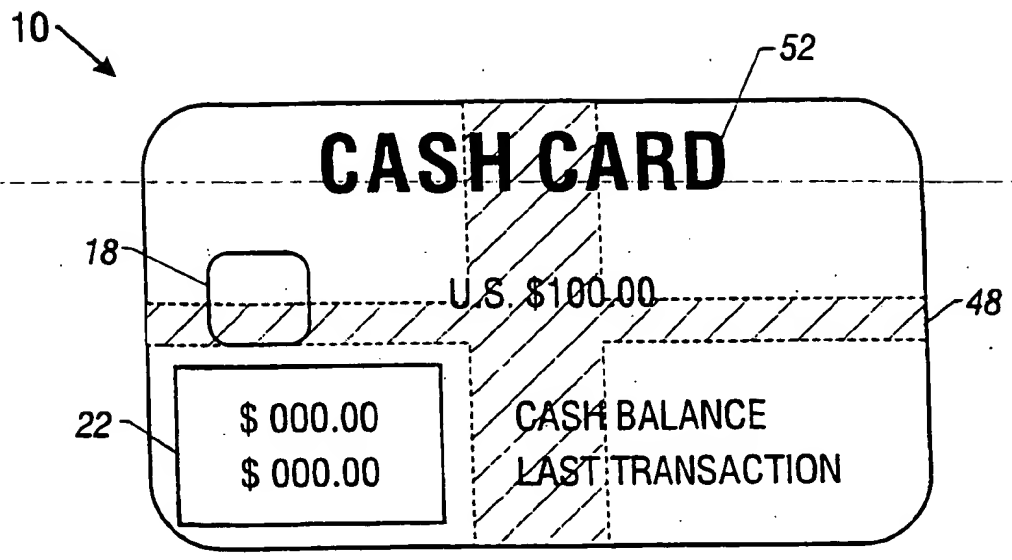 10
52
CASH CARD
18
U.S. $100.00
48
22
$ 000.00 CASH BALANCE
$ 000.00 LAST TRANSACTION